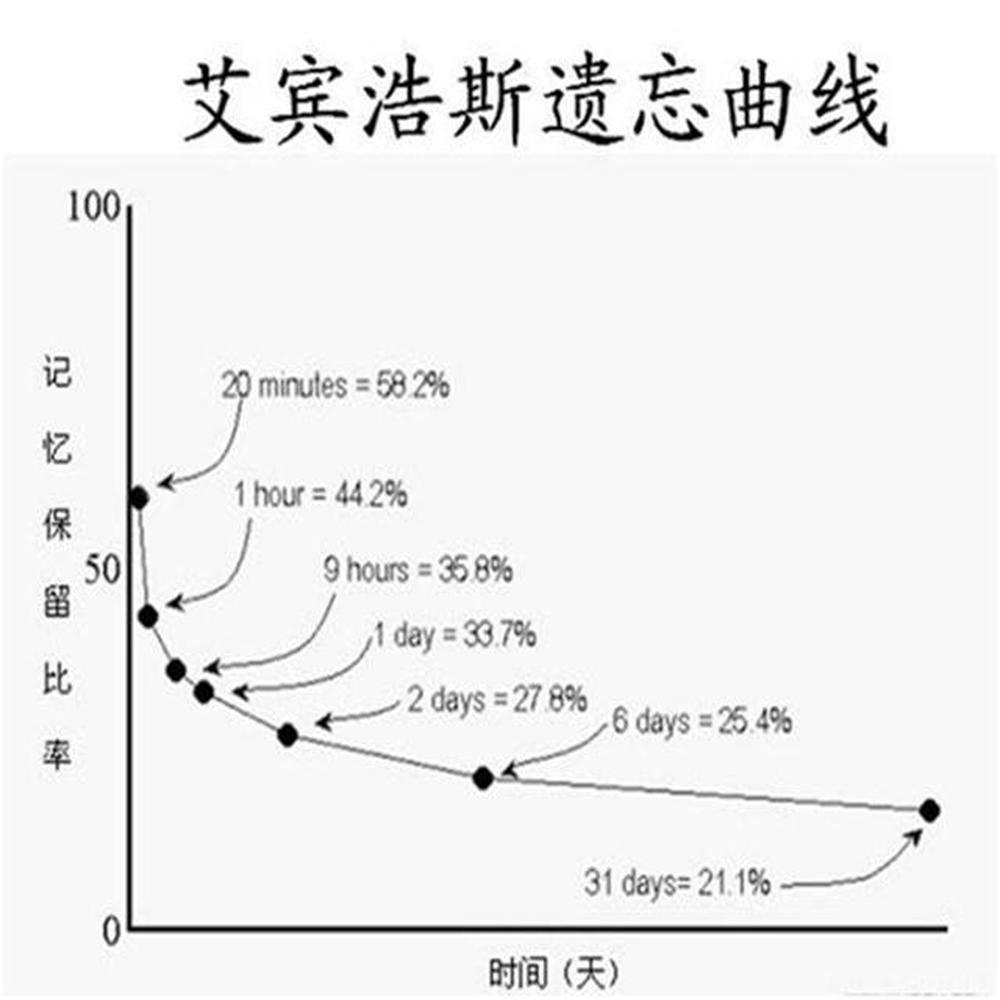 艾宾浩斯遗忘曲线
100
记忆保留比率
20 minutes = 58.2%
1 hour = 44.2%
50
9 hours = 35.8%
1 day = 33.7%
2 days = 27.8%
6 days = 25.4%
31 days= 21.1%
0
时间（天）